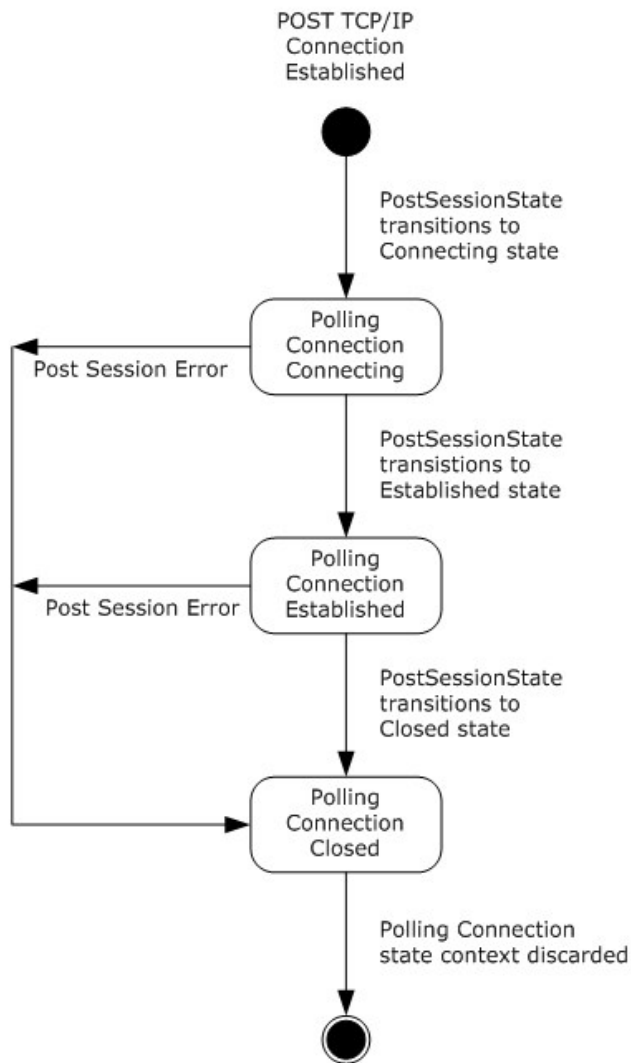 POST TCP/IP
Connection
Established
PostSessionState
transitions to
Connecting state
Polling
Connection
Connecting
Post Session Error
PostSessionState
transistions to
Established state
Polling
Connection
Established
Post Session Error
PostSessionState
transitions to
Closed state
Polling
Connection
Closed
Polling Connection
state context discarded